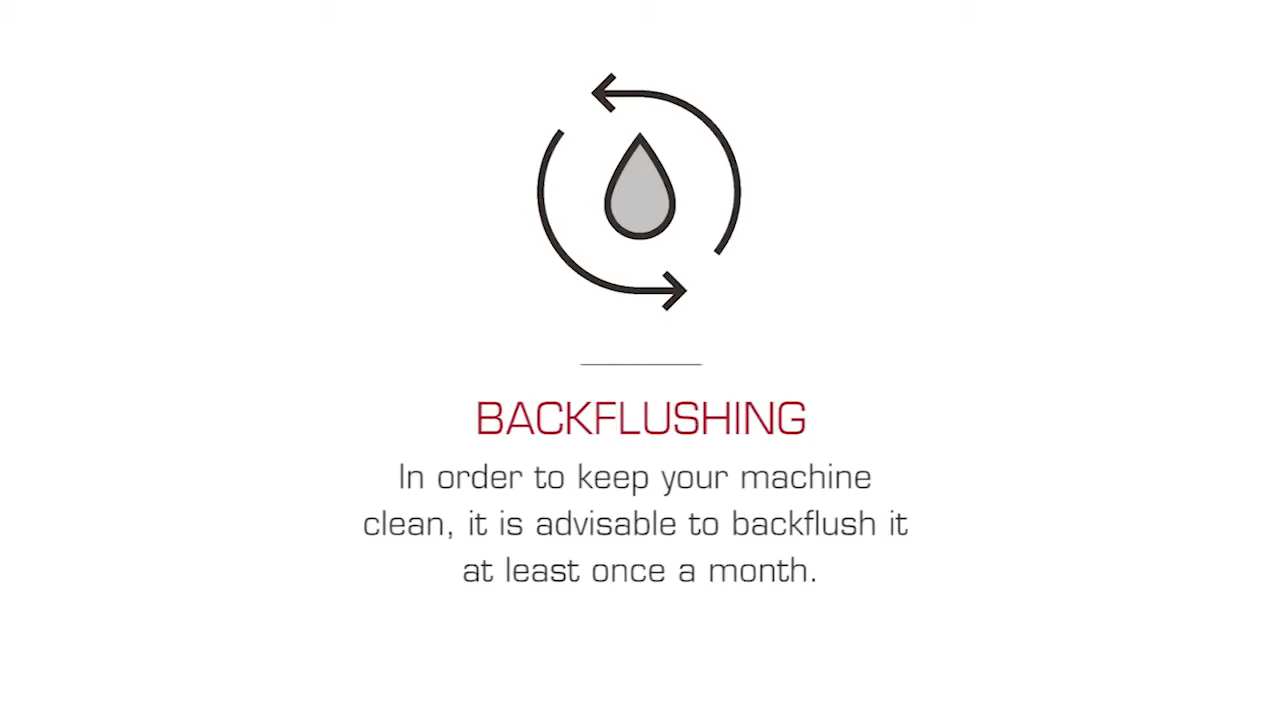 BACKFLUSHING
In order to keep your machine
clean, it is advisable to backflush it
at least once a month.